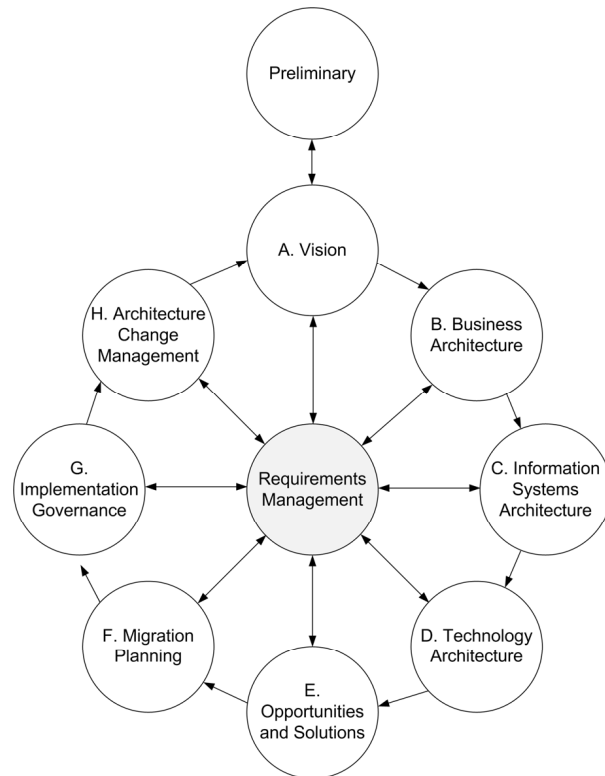 Preliminary
A. Vision
H. Architecture
Change
Management
B. Business
Architecture
G.
Implementation
Governance
Requirements
Management
C. Information
Systems
Architecture
F. Migration
Planning
D. Technology
Architecture
E.
Opportunities
and Solutions